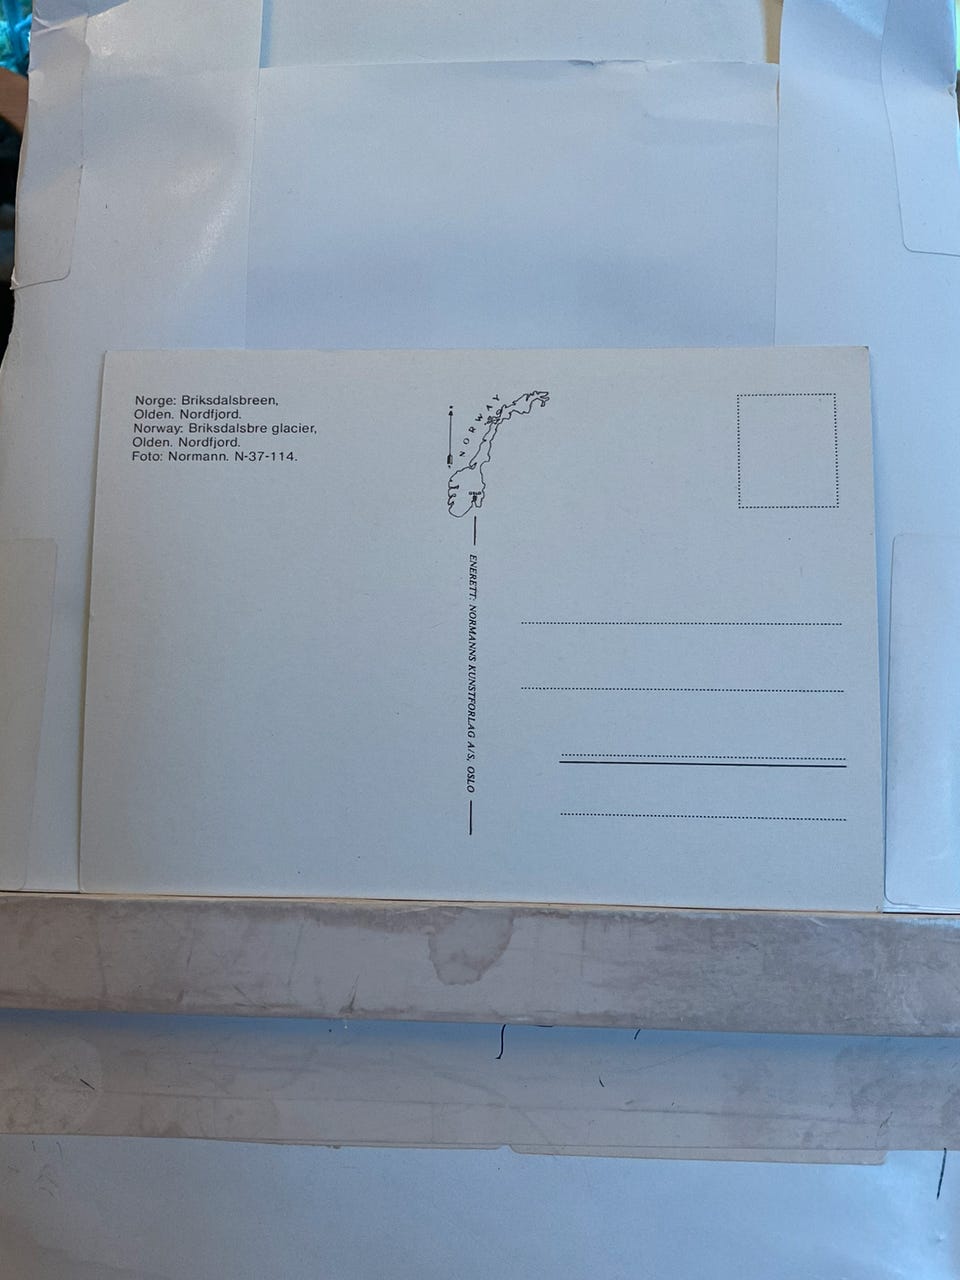 Norge: Briksdalsbreen,
Olden. Nordfjord.
Norway: Briksdalsbre glacier,
Olden. Nordfjord.
Foto: Normann. N-37-114.
NORWAY
ENERETT: NORMANNS KUNSTFORLAG A/S, OSLO